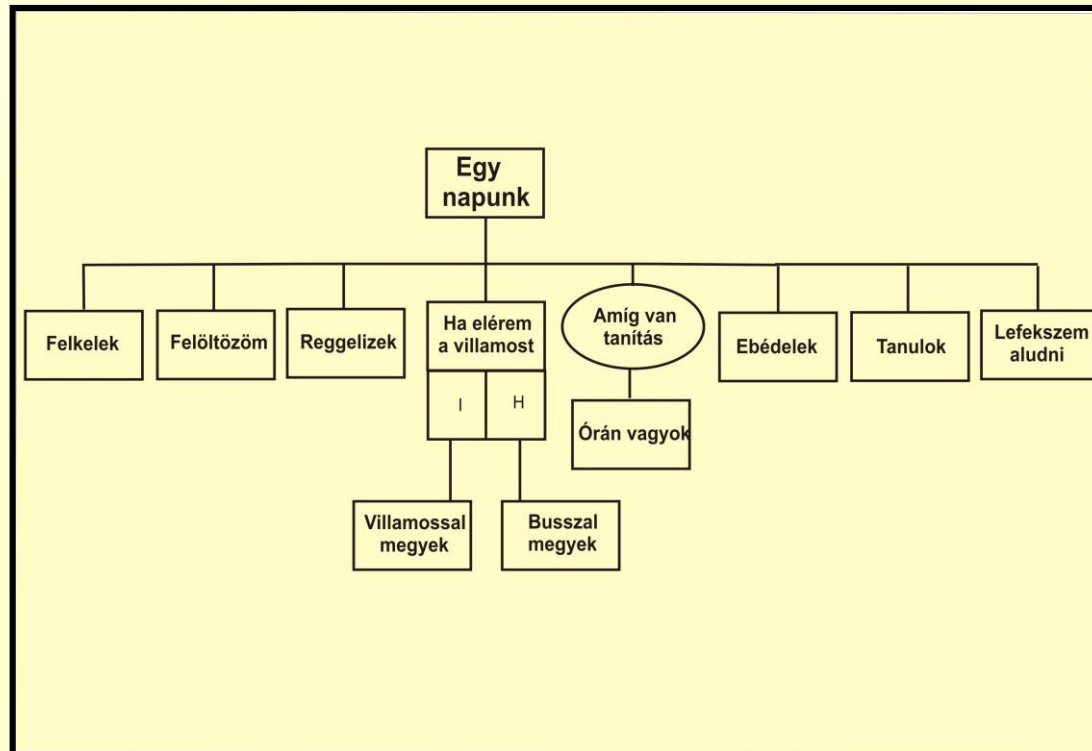 Egy
napunk
Felkelek
Felöltözöm
Reggelizek
Ha elérem
a villamost
I
H
Villamossal
megyek
Busszal
megyek
Amíg van
tanítás
Órán vagyok
Ebédelek
Tanulok
Lefekszem
aludni